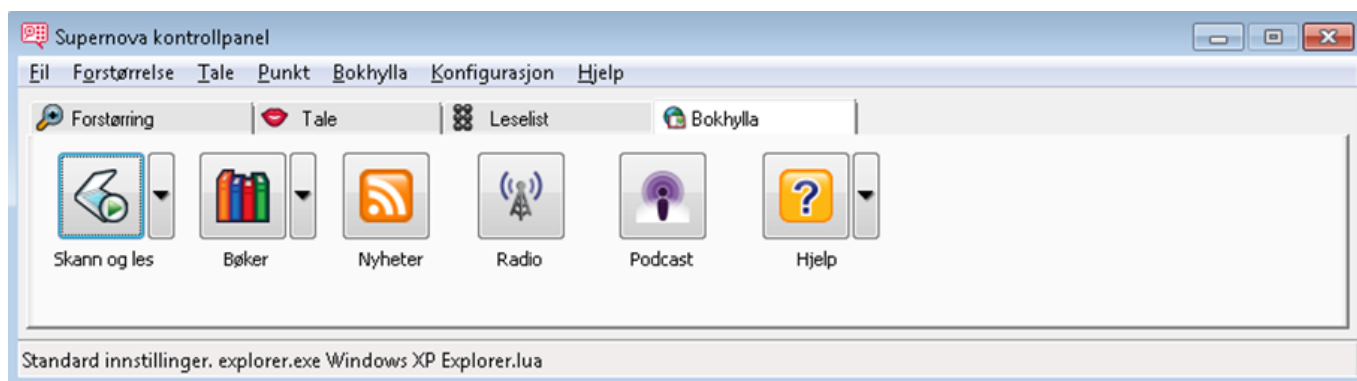 Supernova kontrollpanel
Fil Forstørrelse Tale Punkt Bokhylla Konfigurasjon Hjelp
Forstørring Tale Leselist Bokhylla
Skann og les Bøker Nyheter Radio Podcast Hjelp
Standard innstillinger. explorer.exe Windows XP Explorer.lua